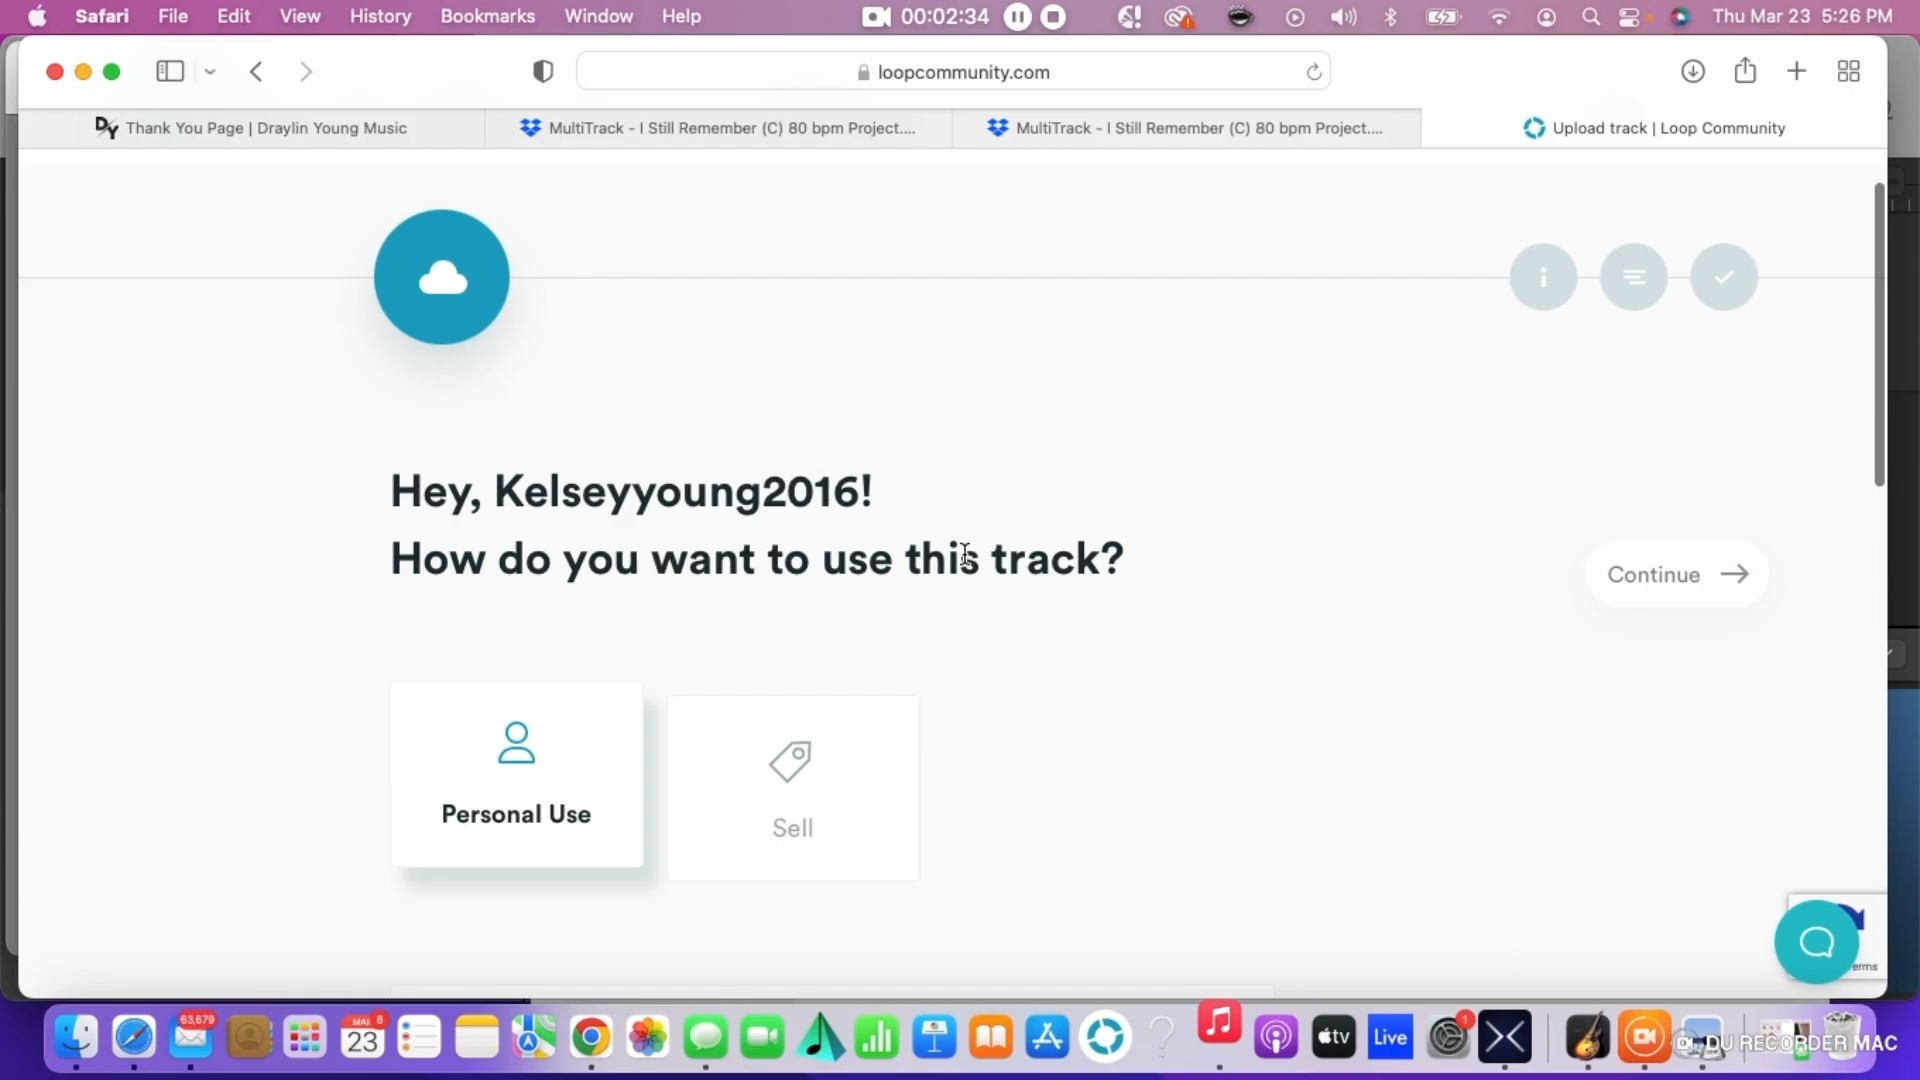 Safari File Edit View History Bookmarks Window Help 00:02:34 Thu Mar 23 5:26 PM
loopcommunity.com
Thank You Page | Draylin Young Music
MultiTrack - I Still Remember (C) 80 bpm Project....
MultiTrack - I Still Remember (C) 80 bpm Project....
Upload track | Loop Community
Hey, Kelseyyoung2016!
How do you want to use this track?
Continue
Personal Use
Sell
63,679
8
23
tv
Live
1
DU RECORDER MAC